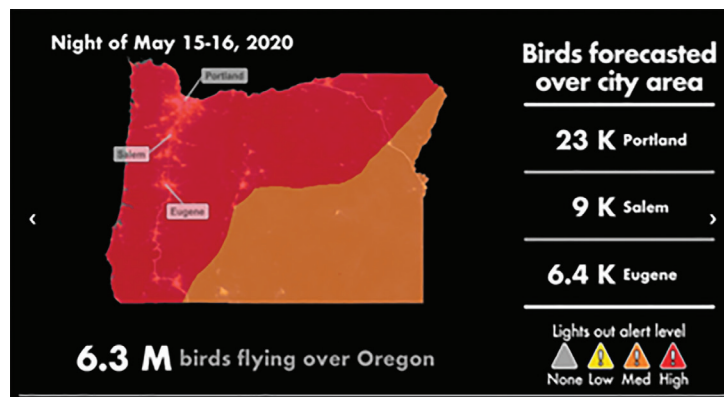 Night of May 15-16, 2020
Portland
Salem
Eugene
6.3 M birds flying over Oregon
Birds forecasted
over city area
23 K Portland
9 K Salem
6.4 K Eugene
Lights out alert level
None Low Med High